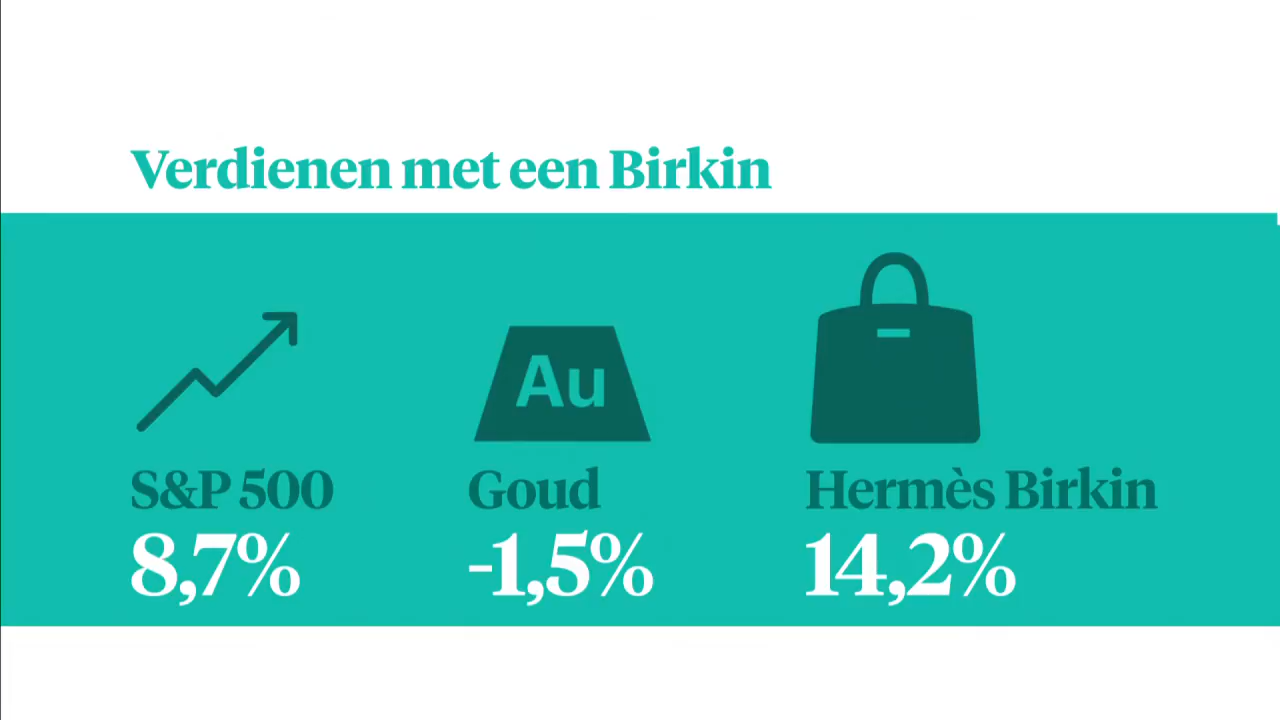 Verdienen met een Birkin
Au
S&P 500
8,7%
Goud
-1,5%
Hermès Birkin
14,2%